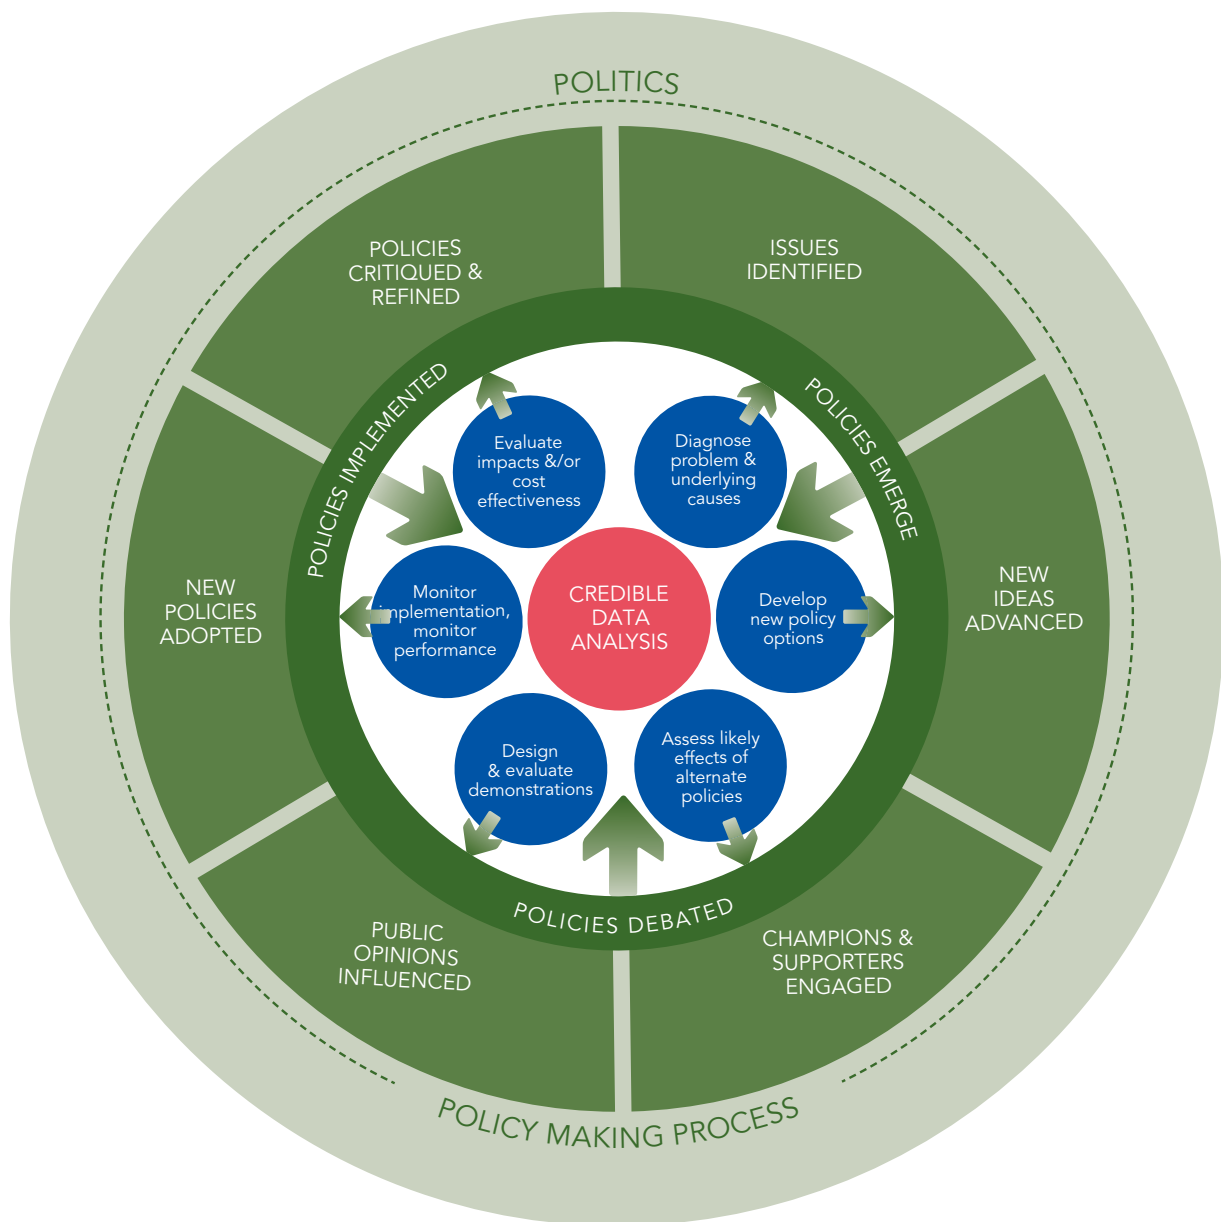 POLITICS
POLICIES
CRITIQUED &
REFINED
ISSUES
IDENTIFIED
POLICIES IMPLEMENTED
POLICIES EMERGE
Evaluate
impacts &/or
cost
effectiveness
Diagnose
problem &
underlying
causes
NEW
POLICIES
ADOPTED
Monitor
implementation,
monitor
performance
CREDIBLE
DATA
ANALYSIS
Develop
new policy
options
NEW
IDEAS
ADVANCED
Design
& evaluate
demonstrations
Assess likely
effects of
alternate
policies
POLICIES DEBATED
PUBLIC
OPINIONS
INFLUENCED
CHAMPIONS &
SUPPORTERS
ENGAGED
POLICY MAKING PROCESS